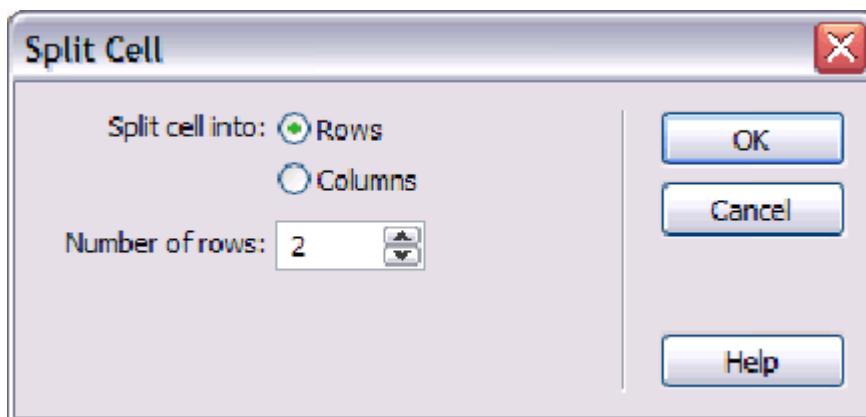 Split Cell
Split cell into: Rows
Columns
Number of rows: 2
OK
Cancel
Help